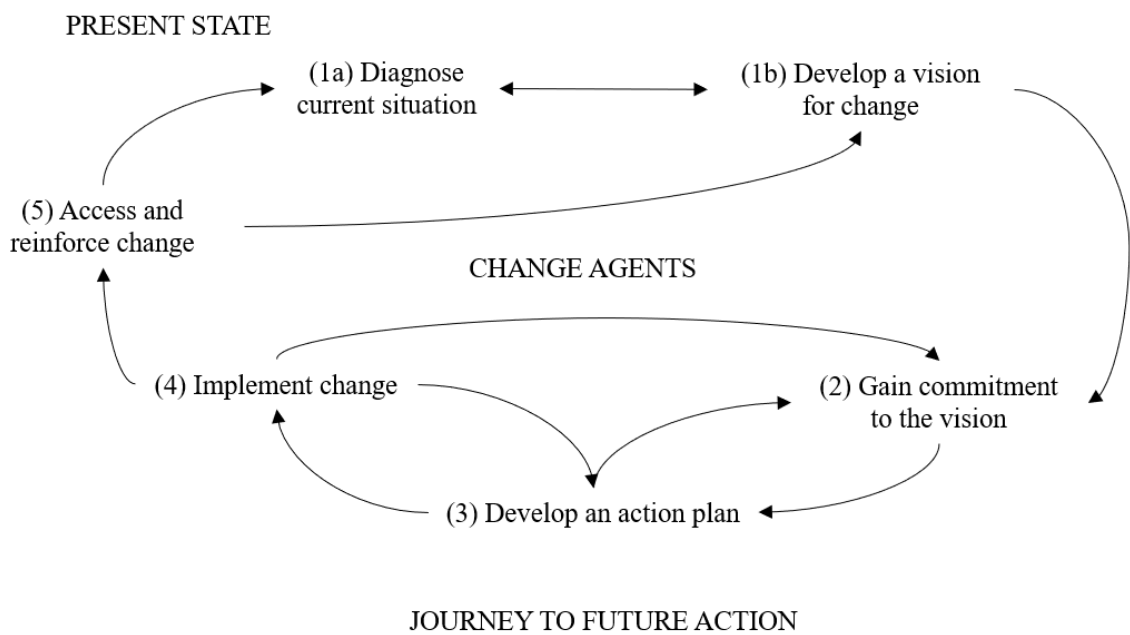 PRESENT STATE
(1a) Diagnose
current situation
(1b) Develop a vision
for change
(5) Access and
reinforce change
CHANGE AGENTS
(4) Implement change
(2) Gain commitment
to the vision
(3) Develop an action plan
JOURNEY TO FUTURE ACTION